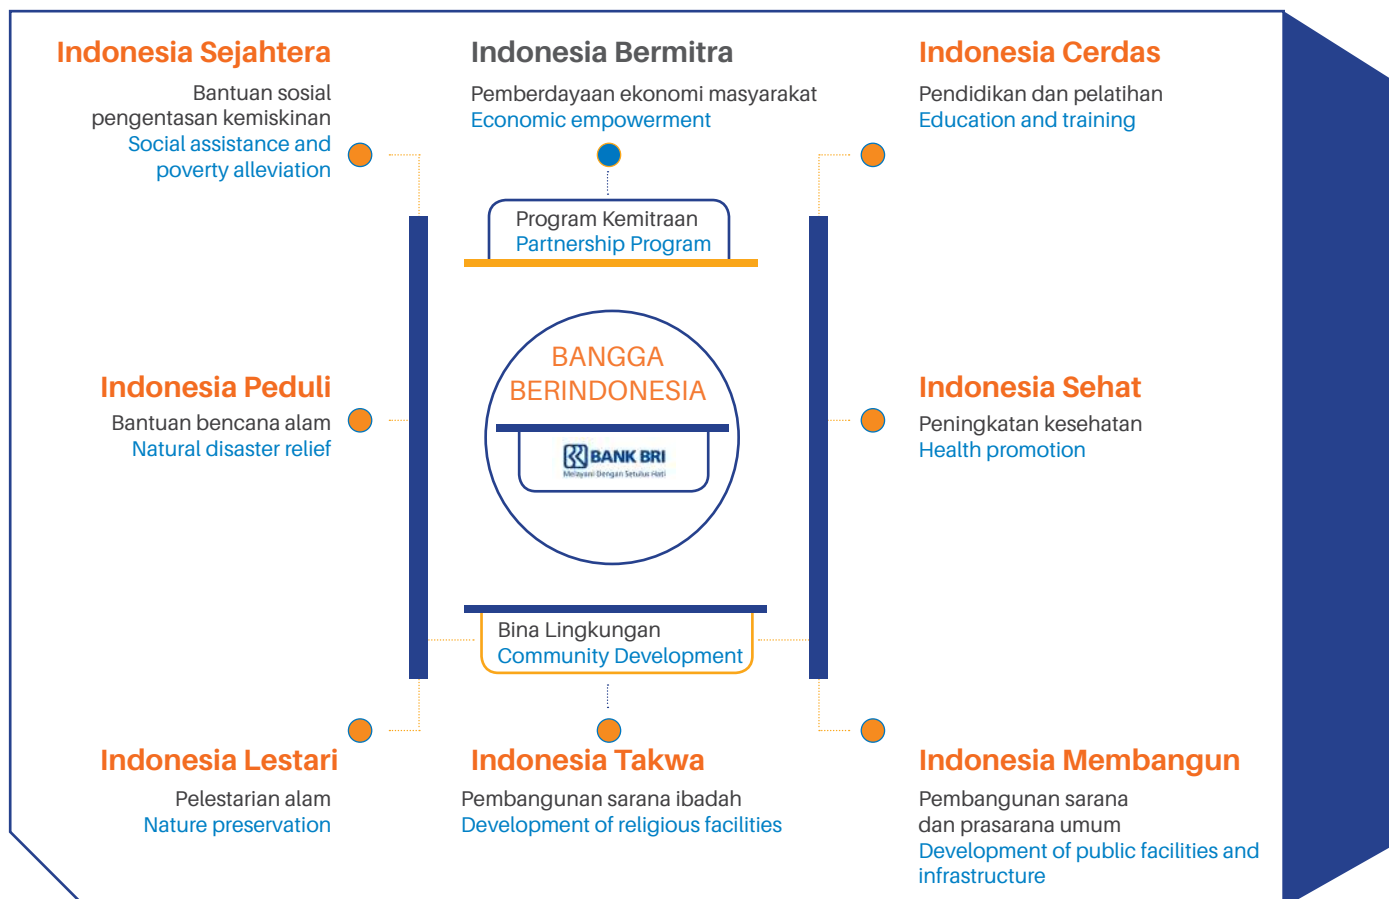 Indonesia Sejahtera
Bantuan sosial
pengentasan kemiskinan
Social assistance and
poverty alleviation
Indonesia Bermitra
Pemberdayaan ekonomi masyarakat
Economic empowerment
Indonesia Cerdas
Pendidikan dan pelatihan
Education and training
Program Kemitraan
Partnership Program
Indonesia Peduli
Bantuan bencana alam
Natural disaster relief
BANGGA
BERINDONESIA
BANK BRI
Melayani Dengan Setulus Hati
Indonesia Sehat
Peningkatan kesehatan
Health promotion
Bina Lingkungan
Community Development
Indonesia Lestari
Pelestarian alam
Nature preservation
Indonesia Takwa
Pembangunan sarana ibadah
Development of religious facilities
Indonesia Membangun
Pembangunan sarana
dan prasarana umum
Development of public facilities and
infrastructure